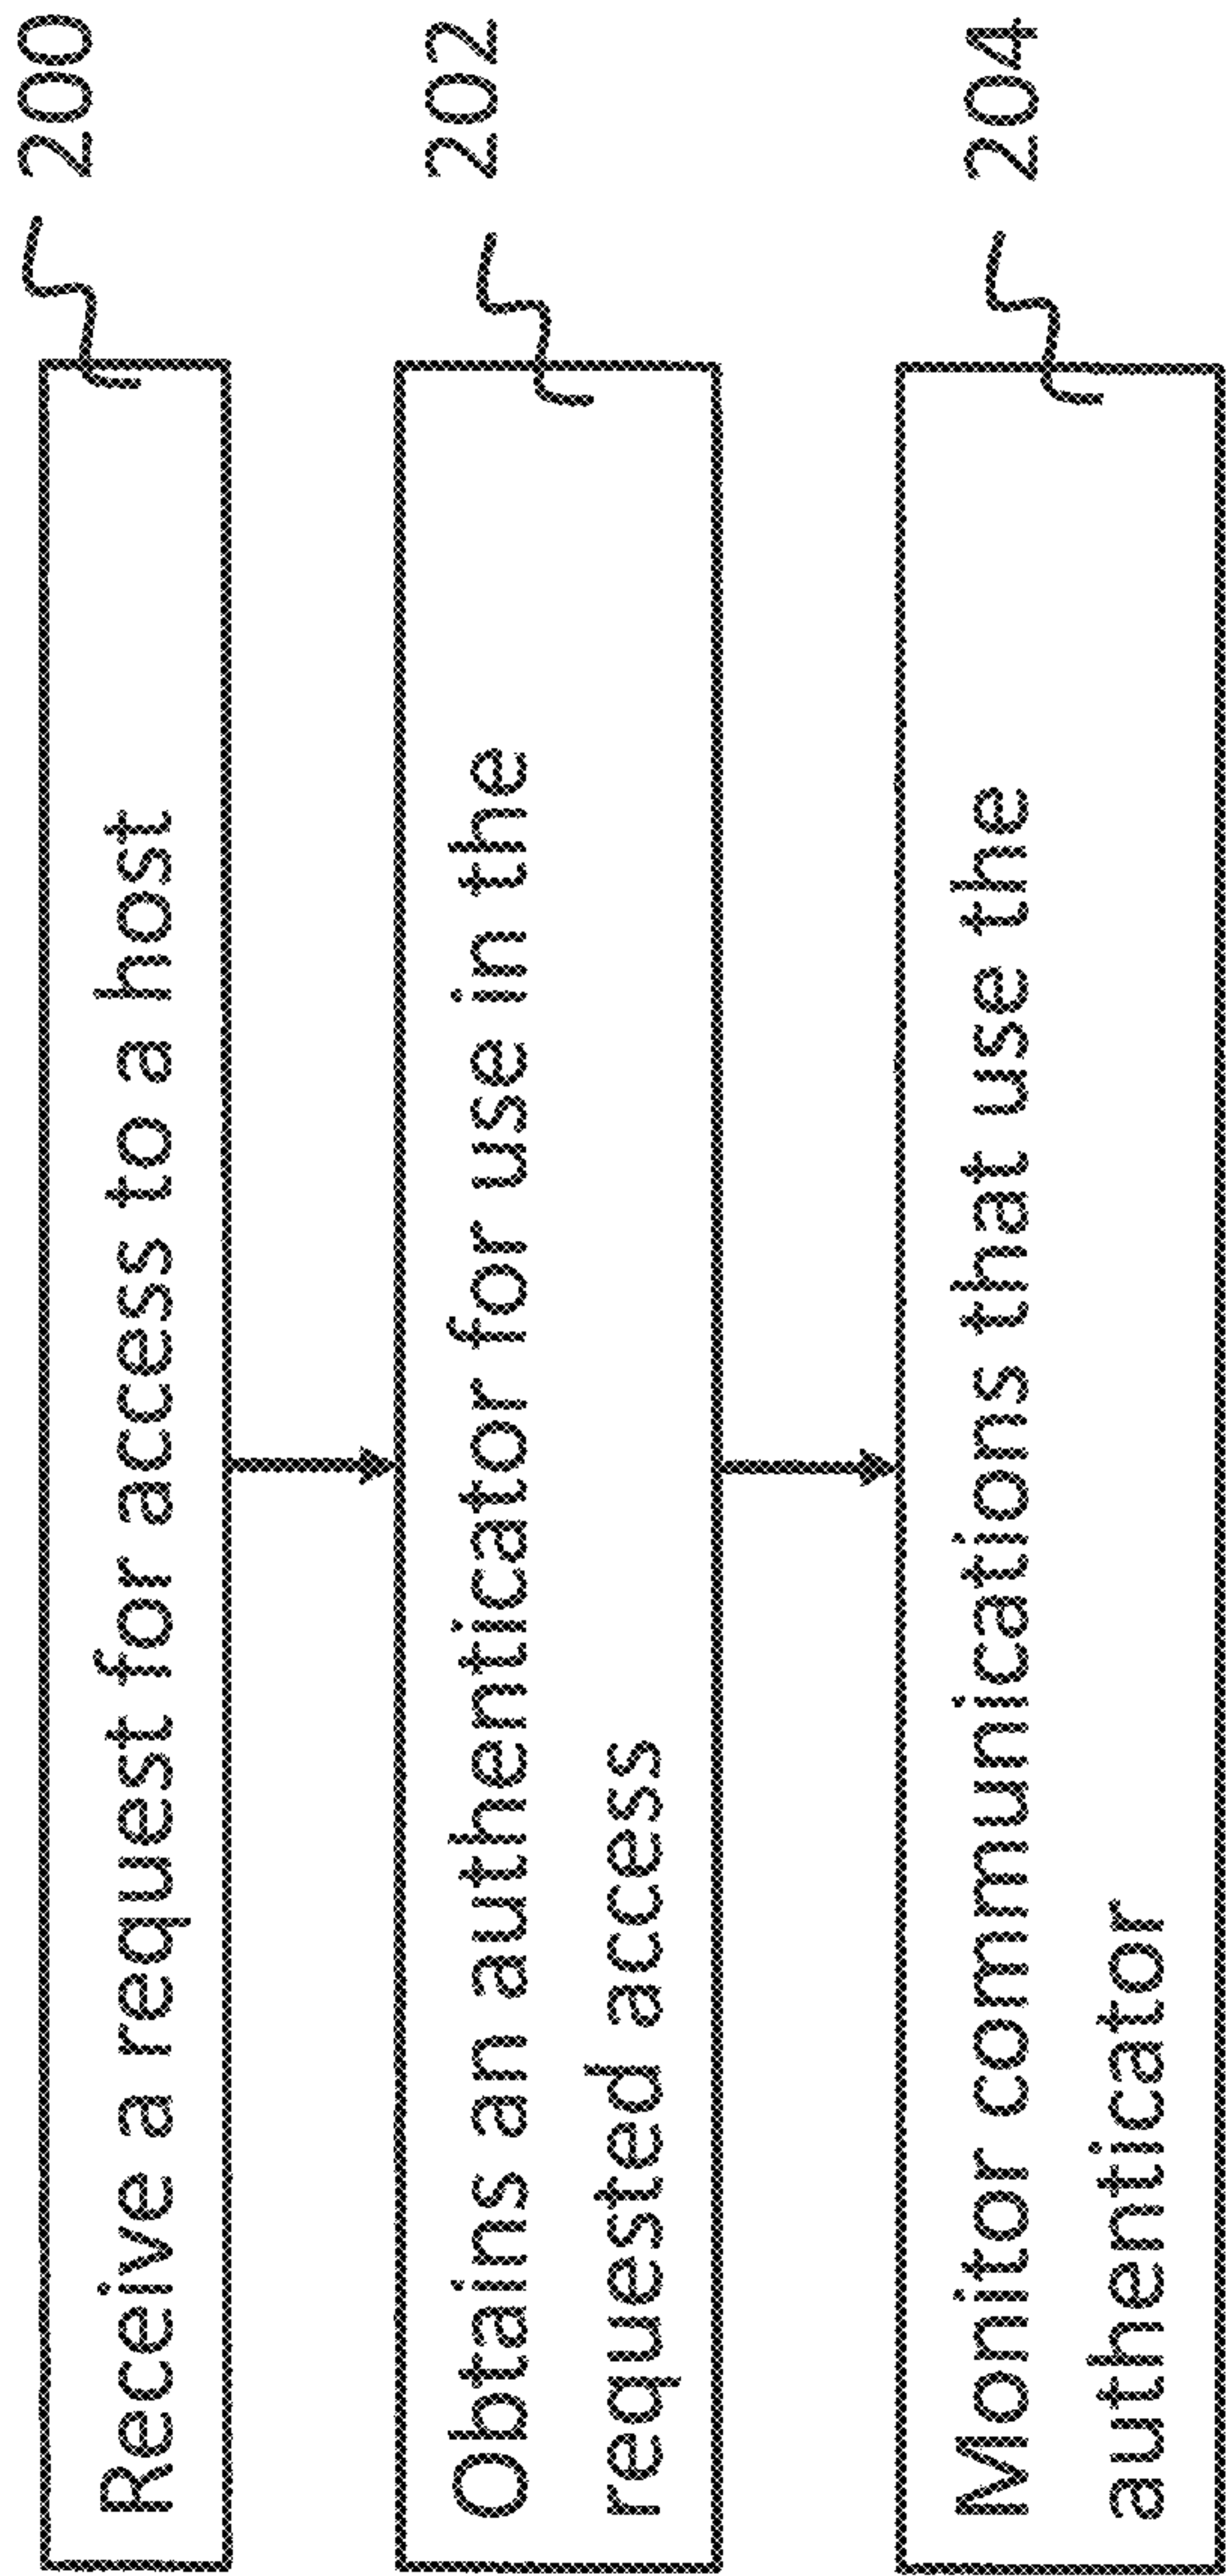 Receive a request for access to a host
200
Obtains an authenticator for use in the
requested access
202
Monitor communications that use the
authenticator
204